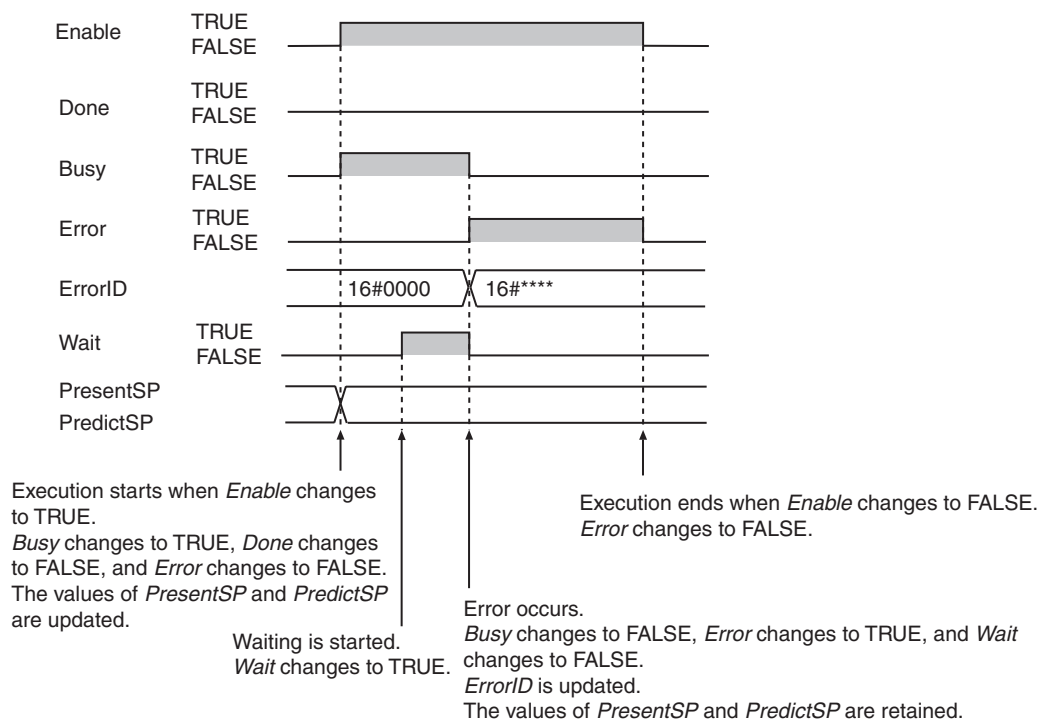 Enable TRUE
FALSE
Done TRUE
FALSE
Busy TRUE
FALSE
Error TRUE
FALSE
ErrorID 16#0000 16#****
Wait TRUE
FALSE
PresentSP
PredictSP
Execution starts when Enable changes
to TRUE.
Busy changes to TRUE, Done changes
to FALSE, and Error changes to FALSE.
The values of PresentSP and PredictSP
are updated.
Waiting is started.
Wait changes to TRUE.
Error occurs.
Busy changes to FALSE, Error changes to TRUE, and Wait
changes to FALSE.
ErrorID is updated.
The values of PresentSP and PredictSP are retained.
Execution ends when Enable changes to FALSE.
Error changes to FALSE.